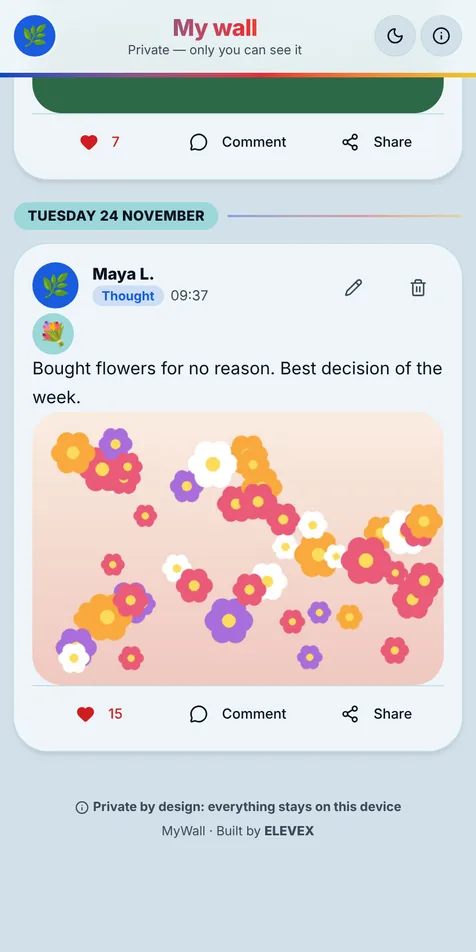 My wall
Private — only you can see it
7
Comment
Share
TUESDAY 24 NOVEMBER
Maya L.
Thought 09:37
Bought flowers for no reason. Best decision of the
week.
15
Comment
Share
Private by design: everything stays on this device
MyWall · Built by ELEVEX